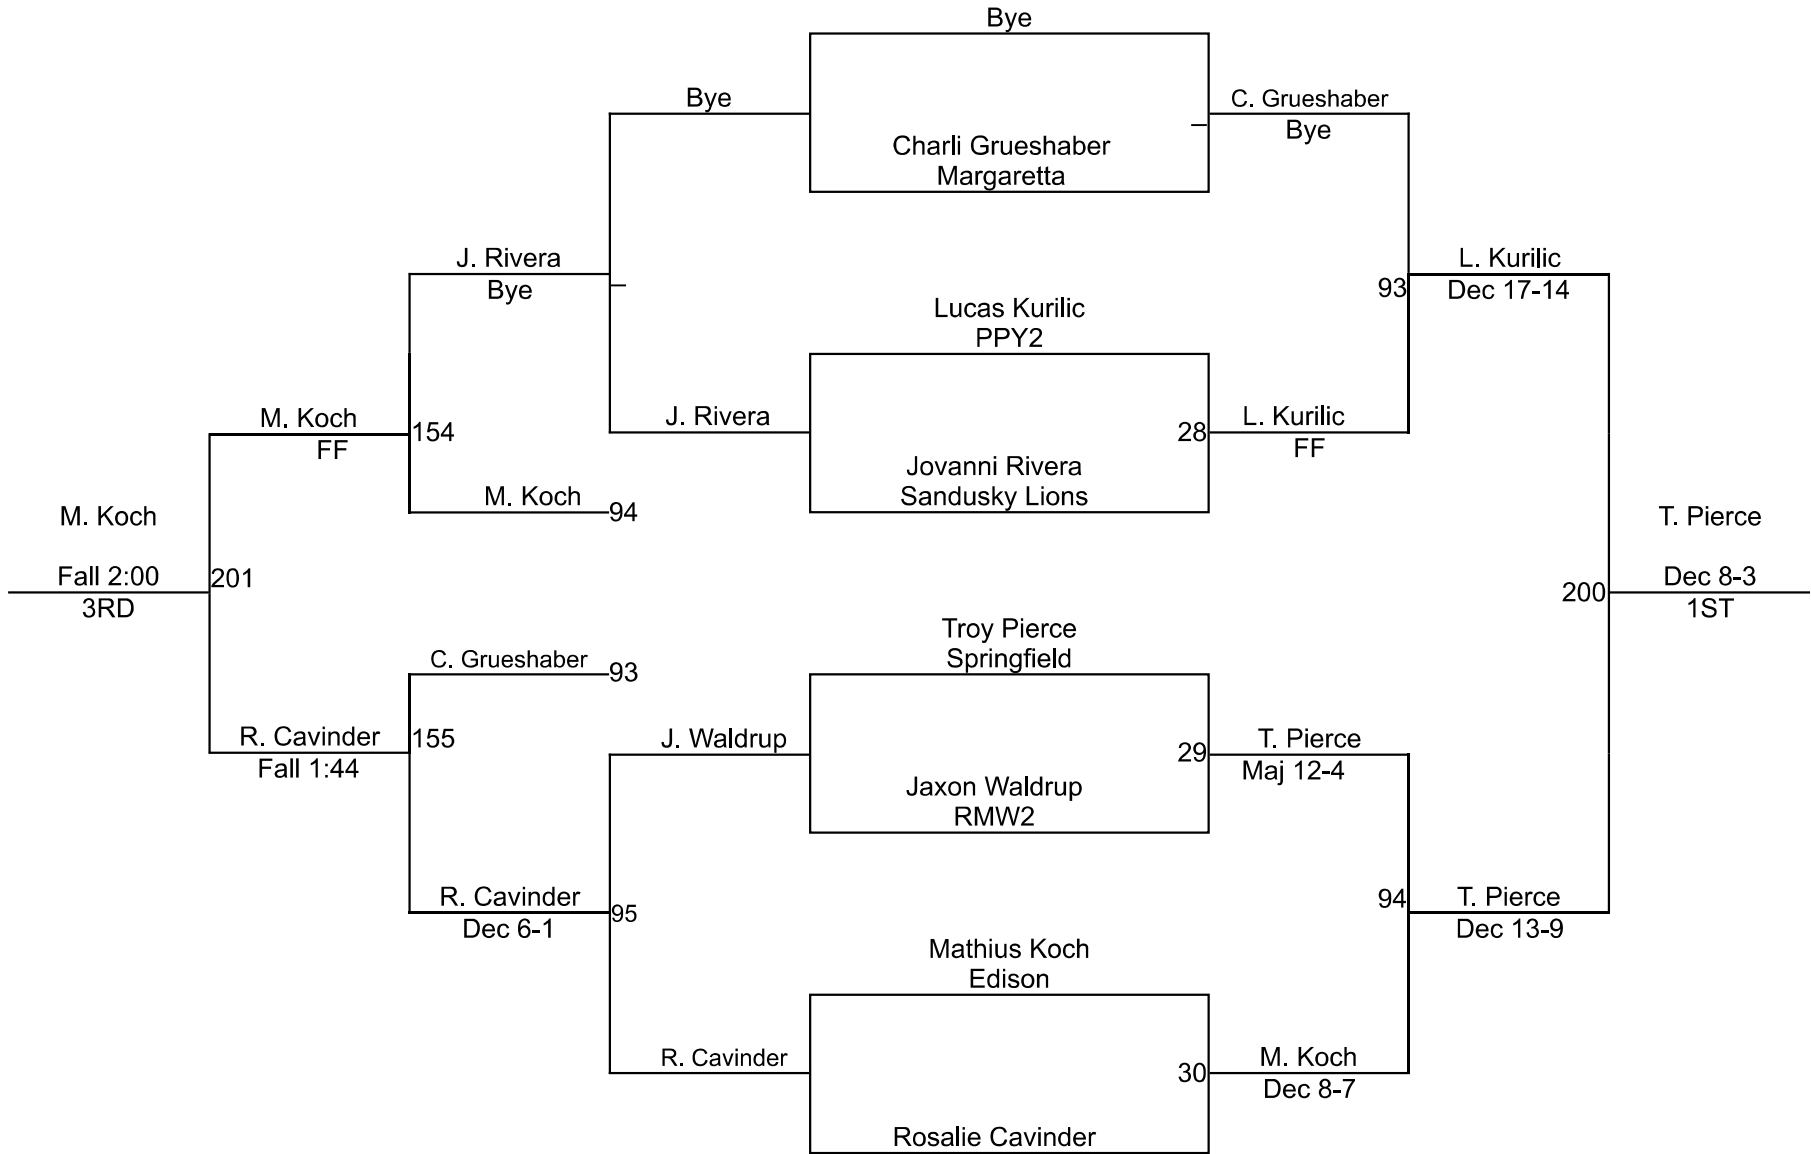 Bye
Bye
C. Grueshaber
Bye
Charli Grueshaber
Margaretta
J. Rivera
Bye
L. Kurilic
93
Dec 17-14
Lucas Kurilic
PPY2
M. Koch
154
FF
J. Rivera
28
L. Kurilic
FF
Jovanni Rivera
Sandusky Lions
M. Koch
94
M. Koch
T. Pierce
Fall 2:00
201
3RD
200
Dec 8-3
1ST
Troy Pierce
Springfield
C. Grueshaber
93
R. Cavinder
155
Fall 1:44
J. Waldrup
29
T. Pierce
Maj 12-4
Jaxon Waldrup
RMW2
R. Cavinder
95
Dec 6-1
94
T. Pierce
Dec 13-9
Mathius Koch
Edison
R. Cavinder
30
M. Koch
Dec 8-7
Rosalie Cavinder